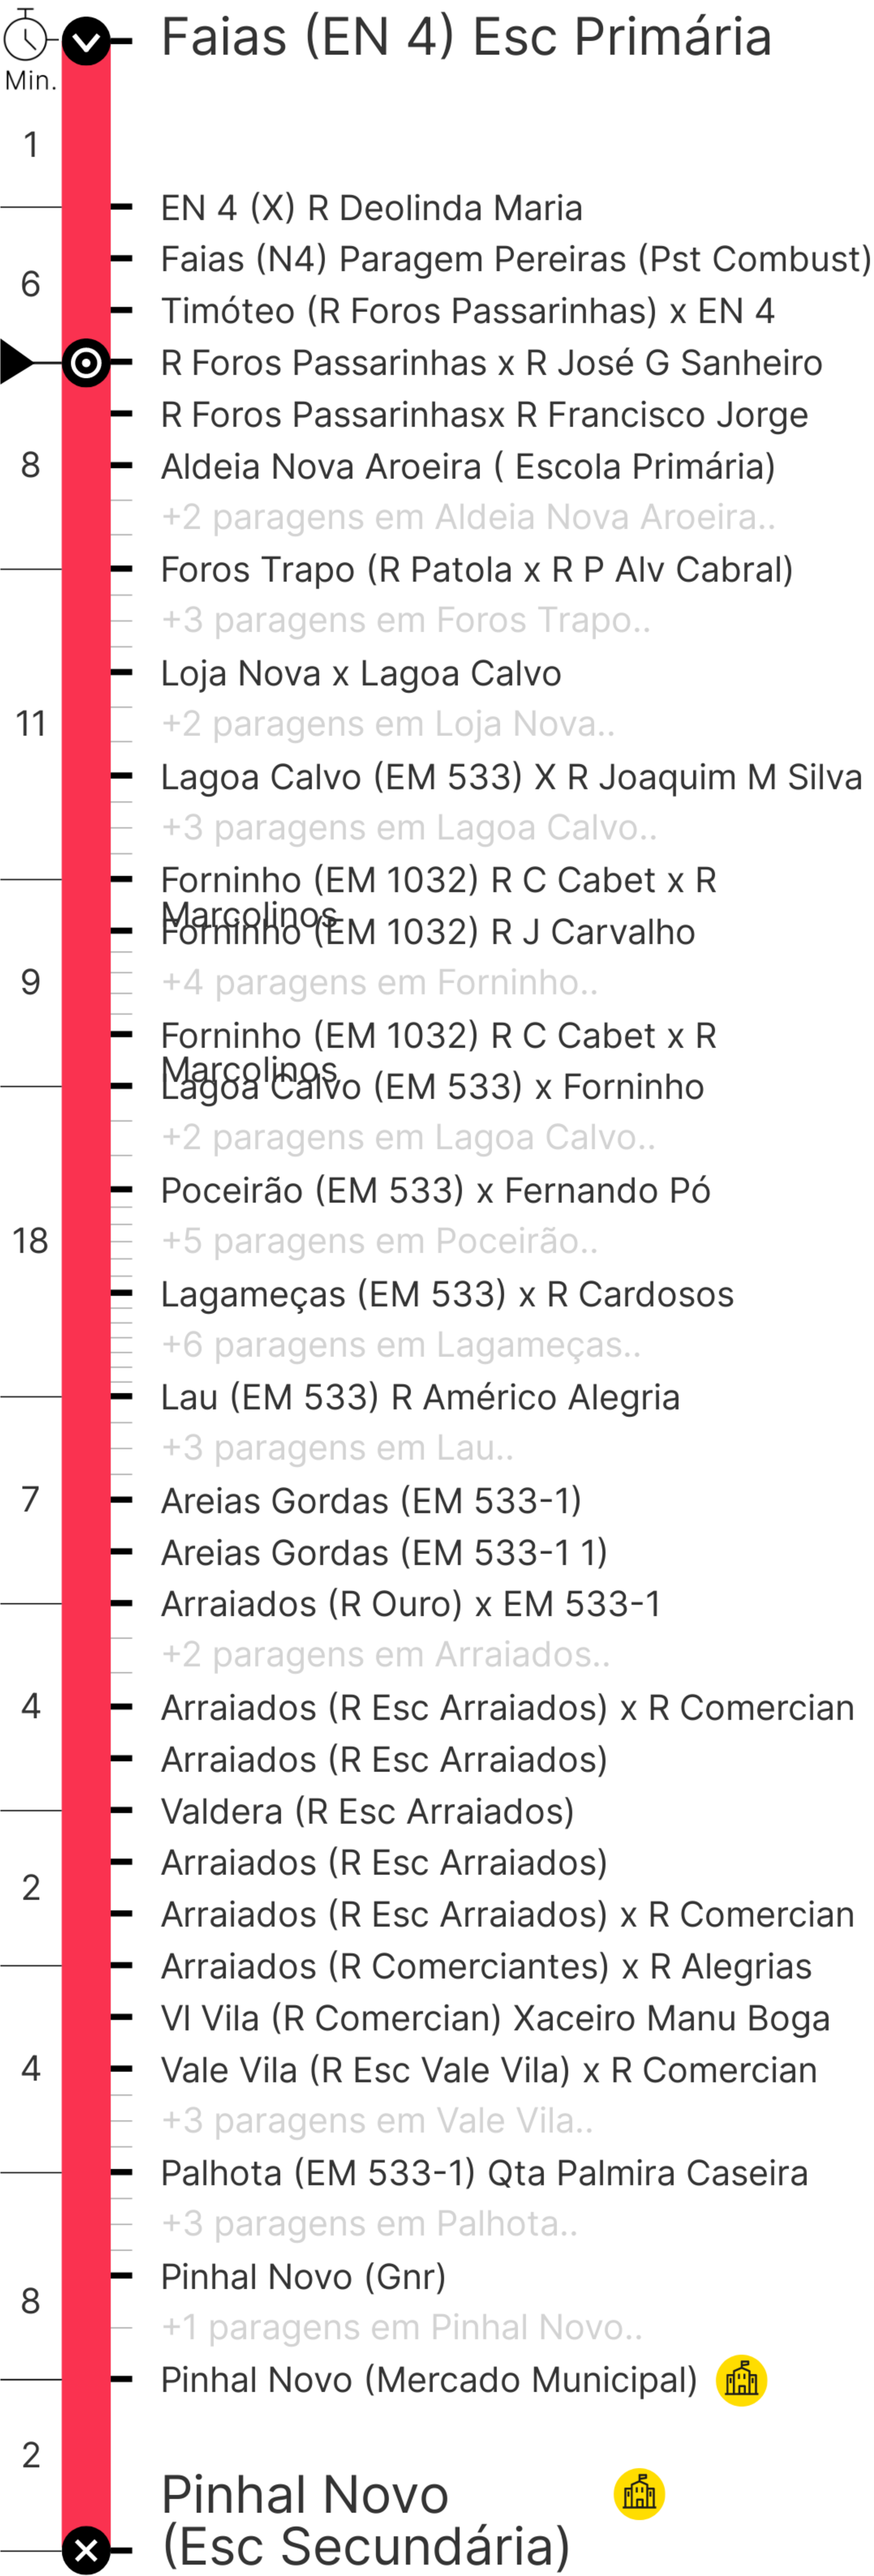 Faias (EN 4) Esc Primária
Min.
1
EN 4 (X) R Deolinda Maria
Faias (N4) Paragem Pereiras (Pst Combust)
6
Timóteo (R Foros Passarinhas) x EN 4
R Foros Passarinhas x R José G Sanheiro
R Foros Passarinhasx R Francisco Jorge
8
Aldeia Nova Aroeira ( Escola Primária)
+2 paragens em Aldeia Nova Aroeira..
Foros Trapo (R Patola x R P Alv Cabral)
+3 paragens em Foros Trapo..
Loja Nova x Lagoa Calvo
11
+2 paragens em Loja Nova..
Lagoa Calvo (EM 533) X R Joaquim M Silva
+3 paragens em Lagoa Calvo..
Forninho (EM 1032) R C Cabet x R
Marcolinos
Forninho (EM 1032) R J Carvalho
9
+4 paragens em Forninho..
Forninho (EM 1032) R C Cabet x R
Marcolinos
Lagoa Calvo (EM 533) x Forninho
+2 paragens em Lagoa Calvo..
Poceirão (EM 533) x Fernando Pó
18
+5 paragens em Poceirão..
Lagameças (EM 533) x R Cardosos
+6 paragens em Lagameças..
Lau (EM 533) R Américo Alegria
+3 paragens em Lau..
7
Areias Gordas (EM 533-1)
Areias Gordas (EM 533-1 1)
Arraiados (R Ouro) x EM 533-1
+2 paragens em Arraiados..
4
Arraiados (R Esc Arraiados) x R Comercian
Arraiados (R Esc Arraiados)
Valdera (R Esc Arraiados)
Arraiados (R Esc Arraiados)
2
Arraiados (R Esc Arraiados) x R Comercian
Arraiados (R Comerciantes) x R Alegrias
Vl Vila (R Comercian) Xaceiro Manu Boga
4
Vale Vila (R Esc Vale Vila) x R Comercian
+3 paragens em Vale Vila..
Palhota (EM 533-1) Qta Palmira Caseira
+3 paragens em Palhota..
Pinhal Novo (Gnr)
8
+1 paragens em Pinhal Novo..
Pinhal Novo (Mercado Municipal)
2
Pinhal Novo
(Esc Secundária)